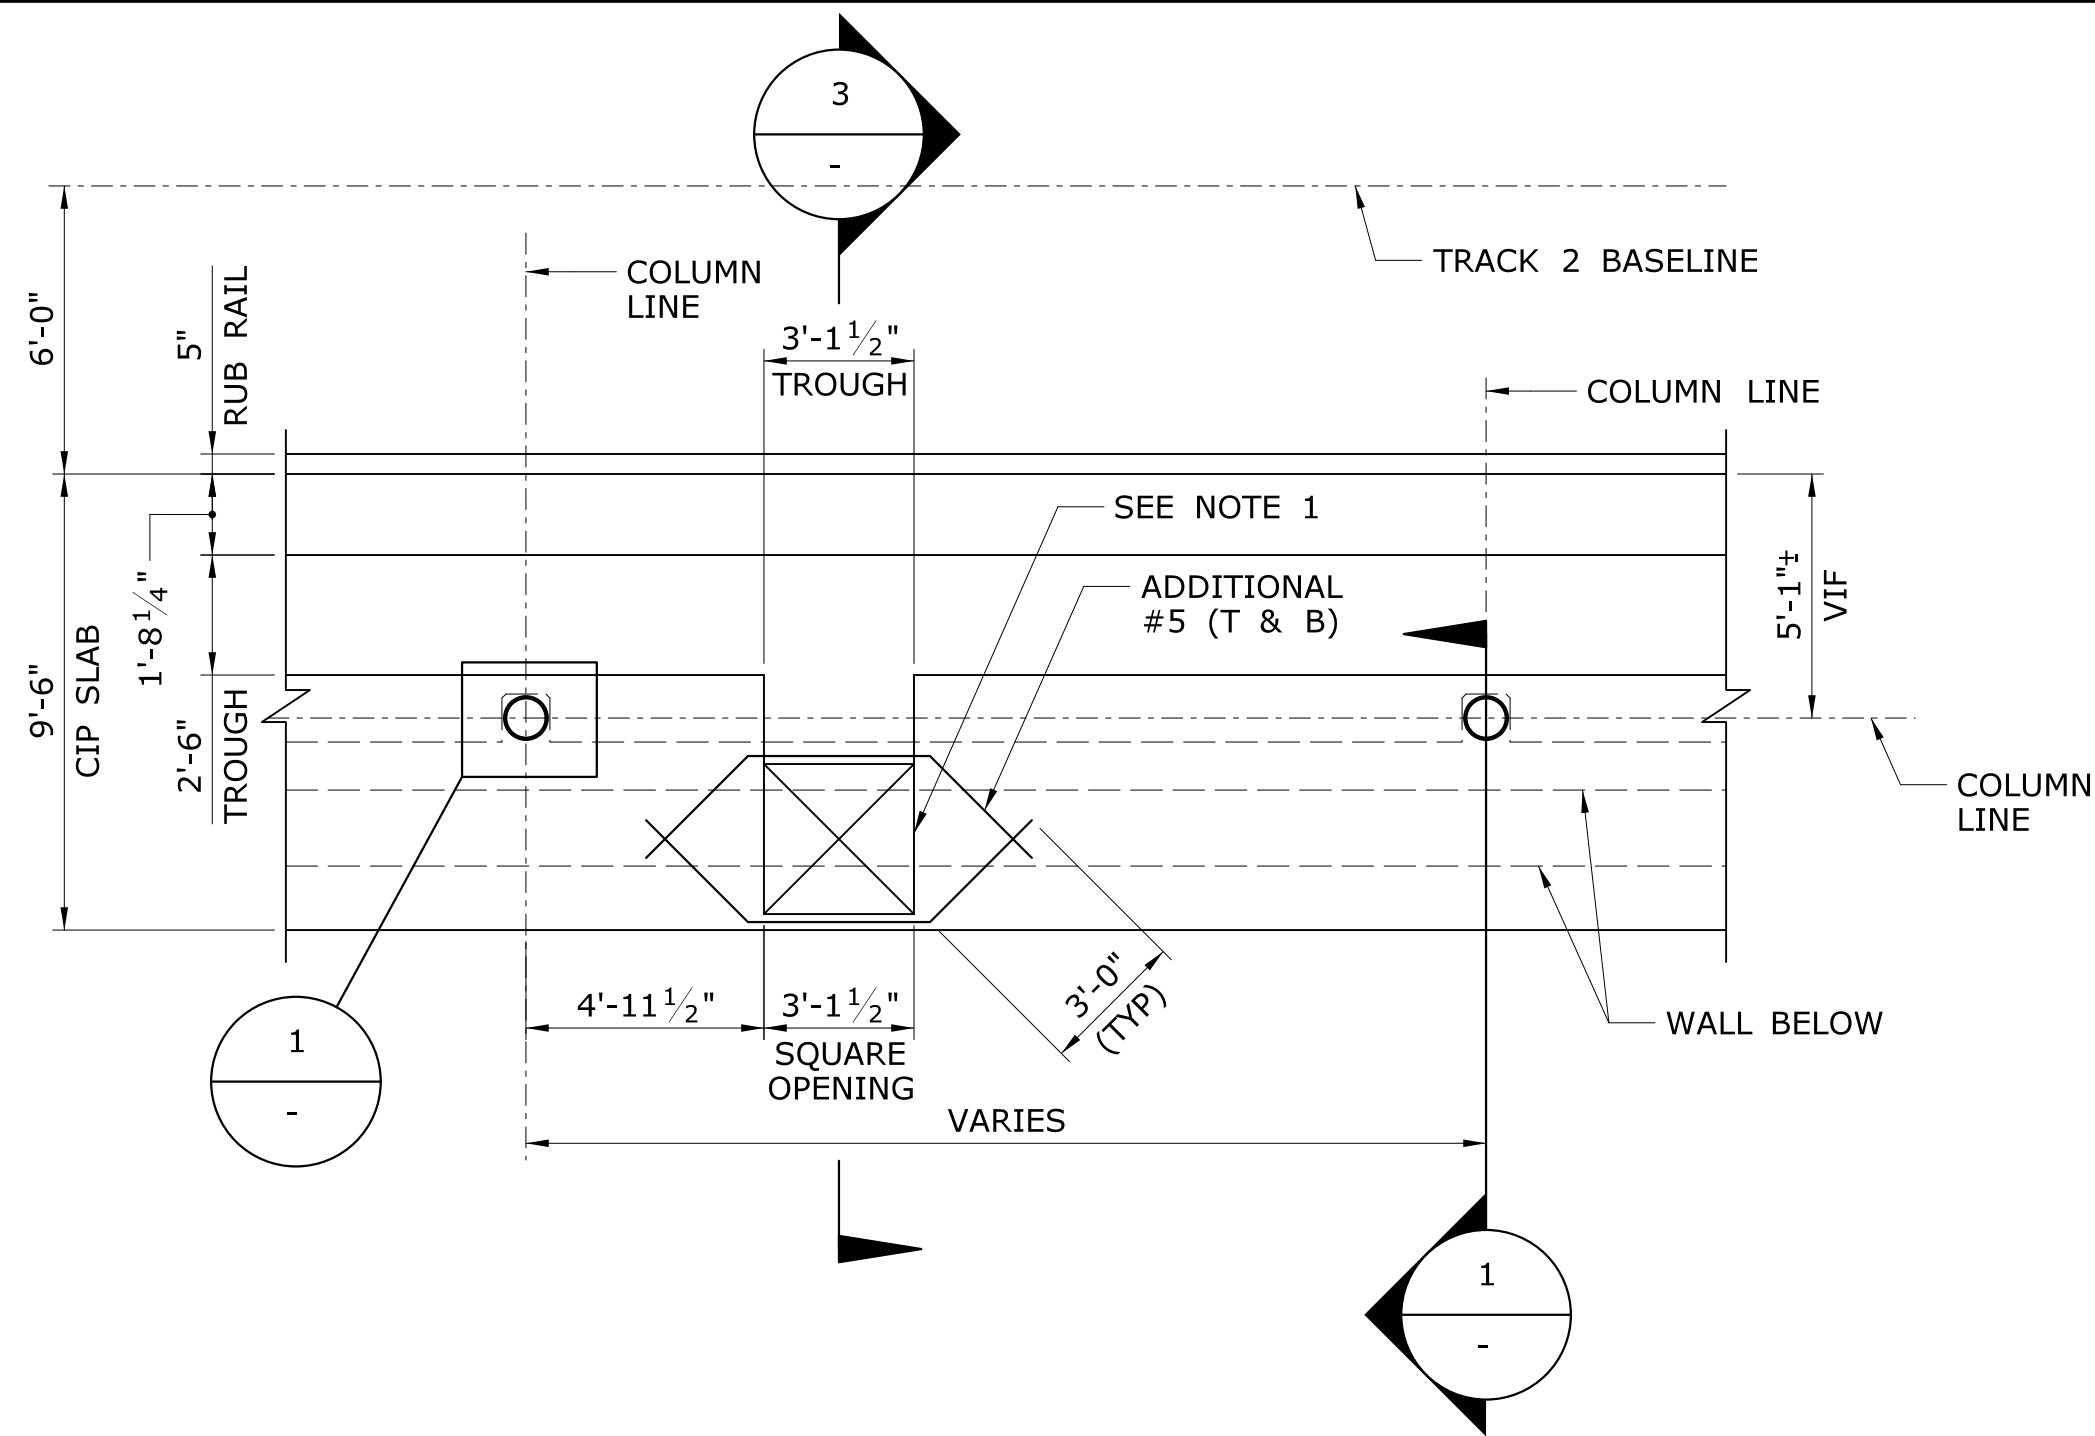 3
-
TRACK 2 BASELINE
COLUMN
LINE
6'-0"
5"
RUB RAIL
3'-1 1/2"
TROUGH
COLUMN LINE
SEE NOTE 1
ADDITIONAL
#5 (T & B)
5'-1"±
VIF
9'-6"
CIP SLAB
1'-8 1/4"
2'-6"
TROUGH
COLUMN
LINE
4'-11 1/2"
3'-1 1/2"
SQUARE
OPENING
3'-0"
(TYP)
WALL BELOW
1
-
VARIES
1
-